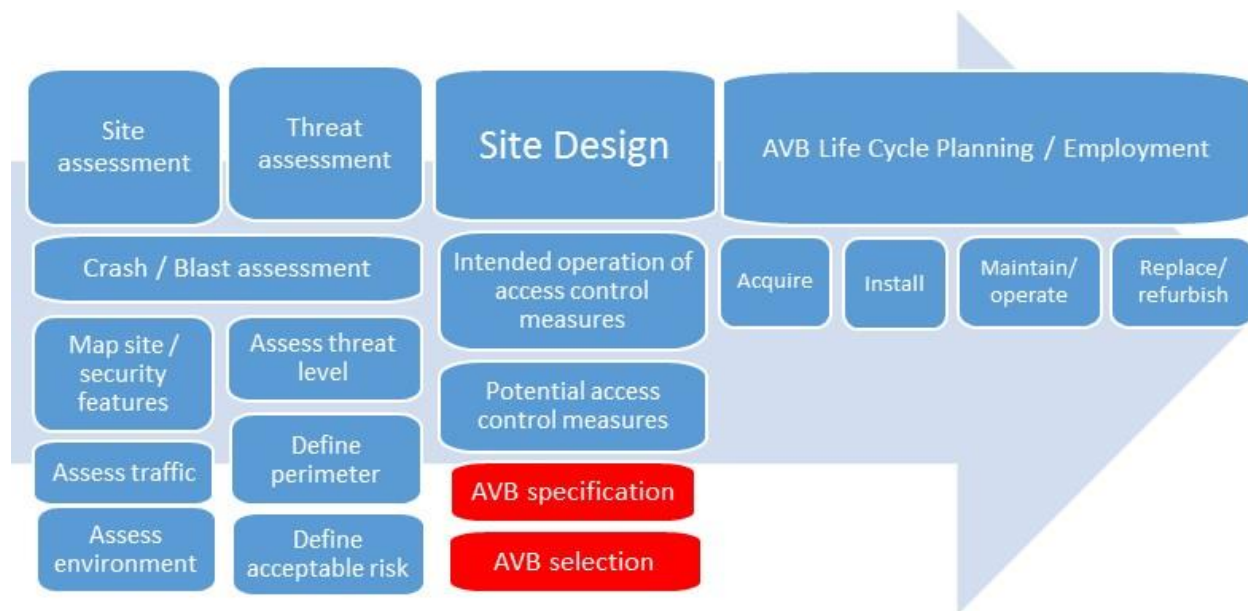 Site
assessment
Threat
assessment
Site Design
AVB Life Cycle Planning / Employment
Crash / Blast assessment
Map site /
security
features
Assess traffic
Assess
environment
Assess threat
level
Define
perimeter
Define
acceptable risk
Intended operation of
access control
measures
Potential access
control measures
AVB specification
AVB selection
Acquire
Install
Maintain/
operate
Replace/
refurbish